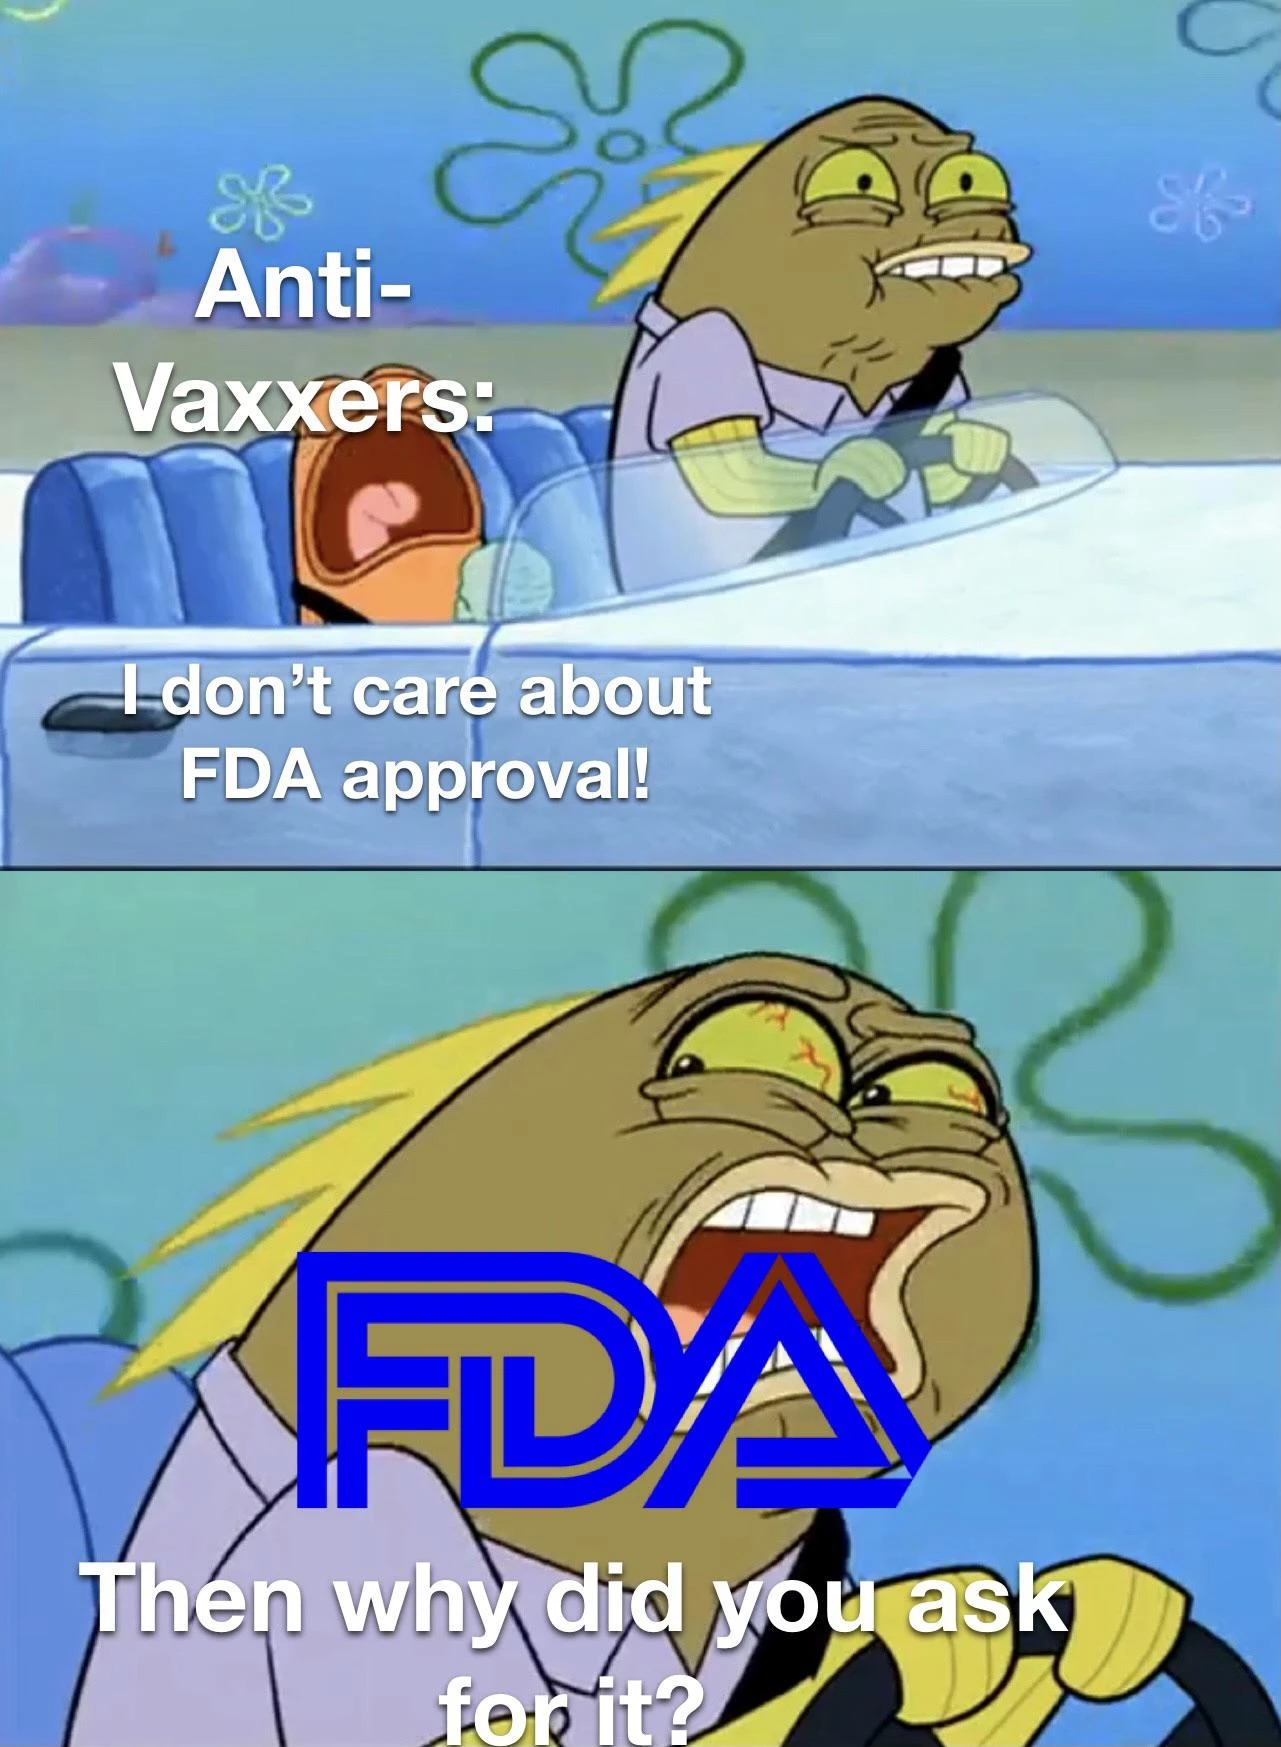 Anti-
Vaxxers:
I don’t care about
FDA approval!
FDA
Then why did you ask
for it?